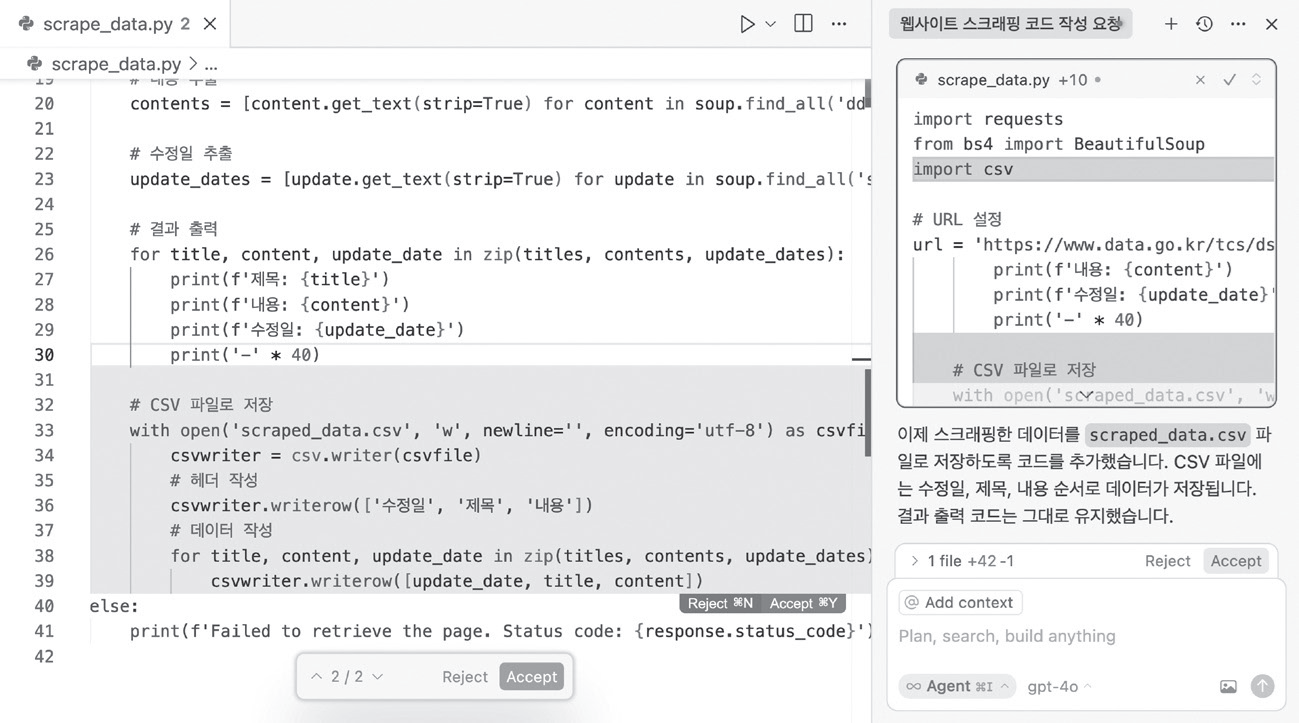 scrape_data.py 2
scrape_data.py > ...
19 # 내용 추출
20 contents = [content.get_text(strip=True) for content in soup.find_all('dd
21
22 # 수정일 추출
23 update_dates = [update.get_text(strip=True) for update in soup.find_all('s
24
25 # 결과 출력
26 for title, content, update_date in zip(titles, contents, update_dates):
27 print(f'제목: {title}')
28 print(f'내용: {content}')
29 print(f'수정일: {update_date}')
30 print('-' * 40)
31
32 # CSV 파일로 저장
33 with open('scraped_data.csv', 'w', newline='', encoding='utf-8') as csvfi
34 csvwriter = csv.writer(csvfile)
35 # 헤더 작성
36 csvwriter.writerow(['수정일', '제목', '내용'])
37 # 데이터 작성
38 for title, content, update_date in zip(titles, contents, update_dates)
39 csvwriter.writerow([update_date, title, content])
40 else:
Reject ⌘N Accept ⌘Y
41 print(f'Failed to retrieve the page. Status code: {response.status_code}')
42
2 / 2 Reject Accept
웹사이트 스크래핑 코드 작성 요청
scrape_data.py +10
import requests
from bs4 import BeautifulSoup
import csv
# URL 설정
url = 'https://www.data.go.kr/tcs/ds
print(f'내용: {content}')
print(f'수정일: {update_date}'
print('-' * 40)
# CSV 파일로 저장
with open('scraped_data.csv', 'w
이제 스크래핑한 데이터를 scraped_data.csv 파
일로 저장하도록 코드를 추가했습니다. CSV 파일에
는 수정일, 제목, 내용 순서로 데이터가 저장됩니다.
결과 출력 코드는 그대로 유지했습니다.
> 1 file +42 -1 Reject Accept
@ Add context
Plan, search, build anything
∞ Agent ⌘I gpt-4o